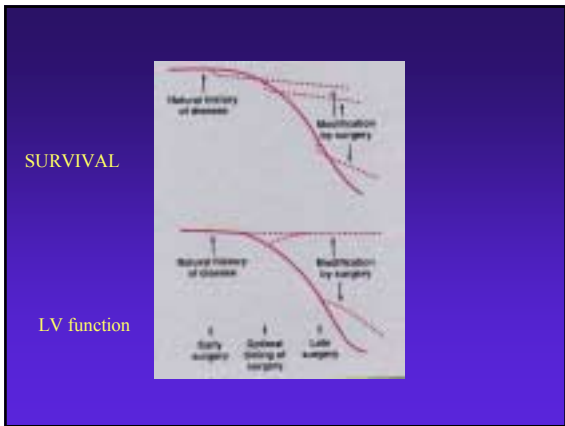 Natural history
of disease
Modification
by surgery
SURVIVAL
Natural history
of disease
Modification
by surgery
LV function
Early
surgery
Optimal
timing of
surgery
Late
surgery